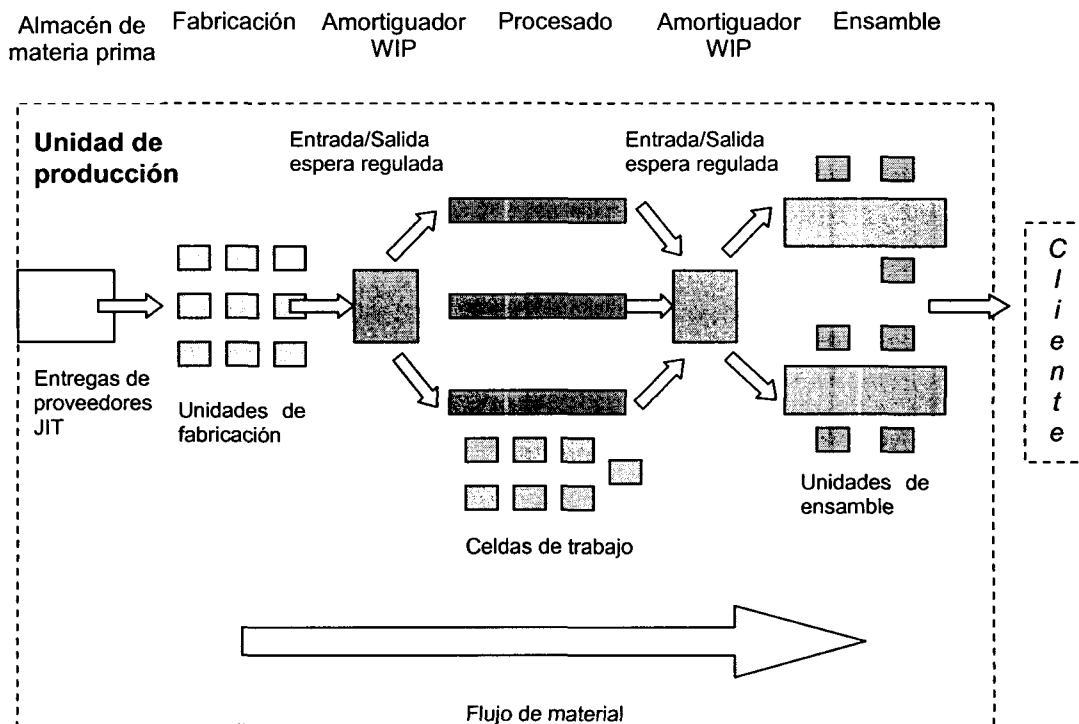 Almacén de
materia prima
Fabricación
Amortiguador
WIP
Procesado
Amortiguador
WIP
Ensamble
Unidad de
producción
Entrada/Salida
espera regulada
Entrada/Salida
espera regulada
Entregas de
proveedores
JIT
Unidades de
fabricación
Celdas de trabajo
Unidades de
ensamble
Cliente
Flujo de material